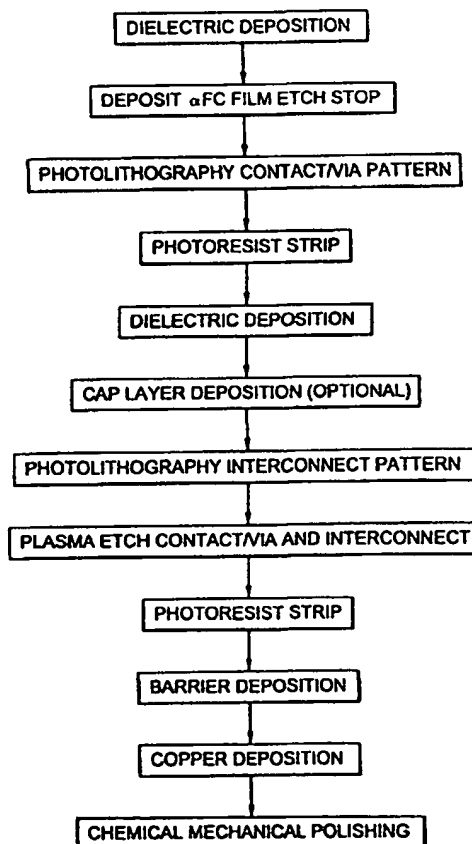 DIELECTRIC DEPOSITION
DEPOSIT αFC FILM ETCH STOP
PHOTOLITHOGRAPHY CONTACT/VIA PATTERN
PHOTORESIST STRIP
DIELECTRIC DEPOSITION
CAP LAYER DEPOSITION (OPTIONAL)
PHOTOLITHOGRAPHY INTERCONNECT PATTERN
PLASMA ETCH CONTACT/VIA AND INTERCONNECT
PHOTORESIST STRIP
BARRIER DEPOSITION
COPPER DEPOSITION
CHEMICAL MECHANICAL POLISHING